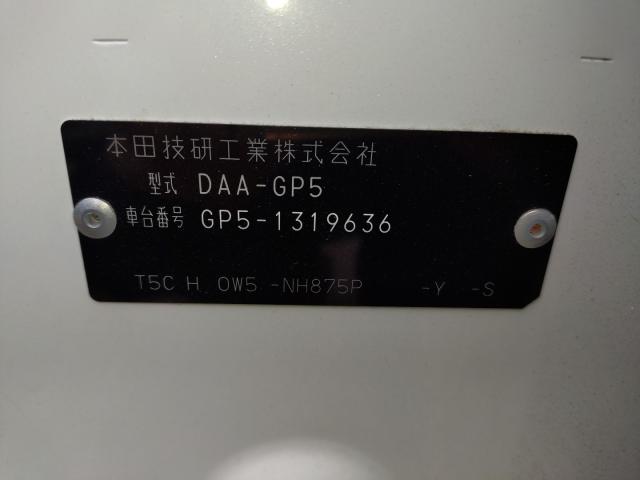 本田技研工業株式会社
型式 DAA-GP5
車台番号 GP5-1319636
T5C H 0W5 -NH875P -Y -S